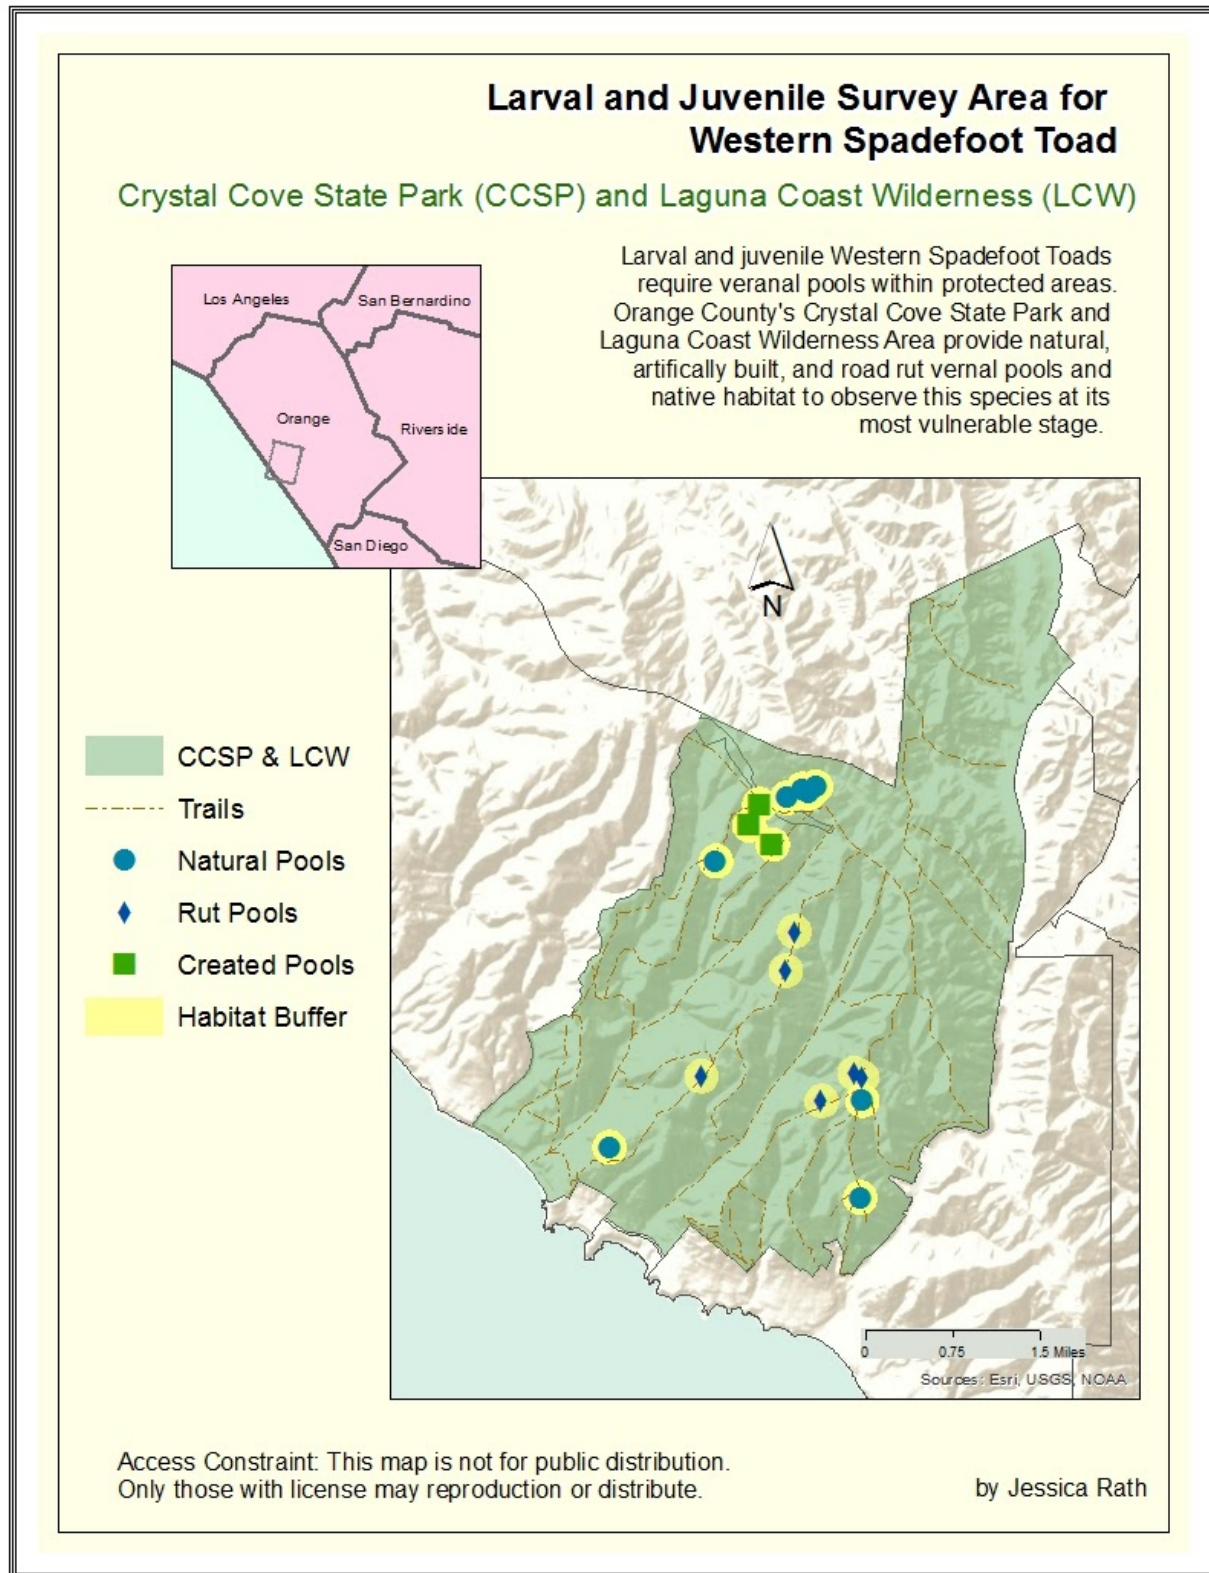 Larval and Juvenile Survey Area for
Western Spadefoot Toad
Crystal Cove State Park (CCSP) and Laguna Coast Wilderness (LCW)
Larval and juvenile Western Spadefoot Toads
require veranal pools within protected areas.
Orange County's Crystal Cove State Park and
Laguna Coast Wilderness Area provide natural,
artifically built, and road rut vernal pools and
native habitat to observe this species at its
most vulnerable stage.
Los Angeles
San Bernardino
Orange
Riverside
San Diego
N
CCSP & LCW
Trails
Natural Pools
Rut Pools
Created Pools
Habitat Buffer
0 0.75 1.5 Miles
Sources: Esri, USGS, NOAA
Access Constraint: This map is not for public distribution.
Only those with license may reproduction or distribute.
by Jessica Rath